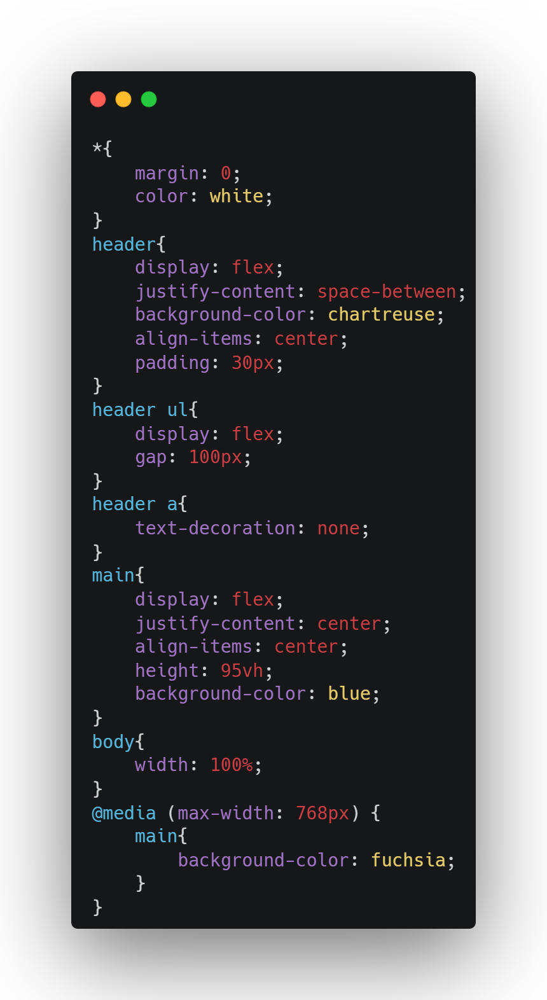 *{
    margin: 0;
    color: white;
}
header{
    display: flex;
    justify-content: space-between;
    background-color: chartreuse;
    align-items: center;
    padding: 30px;
}
header ul{
    display: flex;
    gap: 100px;
}
header a{
    text-decoration: none;
}
main{
    display: flex;
    justify-content: center;
    align-items: center;
    height: 95vh;
    background-color: blue;
}
body{
    width: 100%;
}
@media (max-width: 768px) {
    main{
        background-color: fuchsia;
    }
}